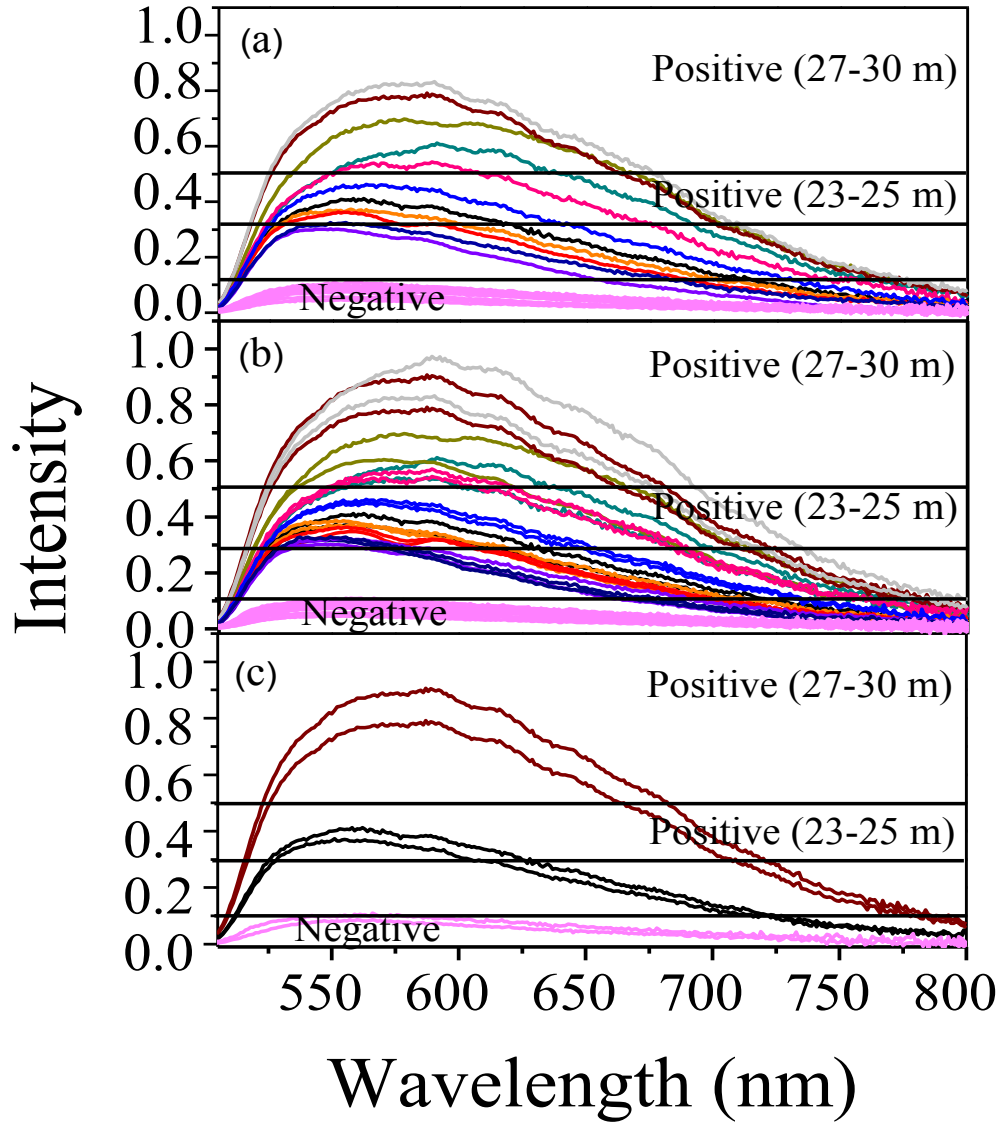 Intensity
(a)
1.0
0.8
0.6
0.4
0.2
0.0
Positive (27-30 m)
Positive (23-25 m)
Negative
(b)
1.0
0.8
0.6
0.4
0.2
0.0
Positive (27-30 m)
Positive (23-25 m)
Negative
(c)
1.0
0.8
0.6
0.4
0.2
0.0
Positive (27-30 m)
Positive (23-25 m)
Negative
550 600 650 700 750 800
Wavelength (nm)